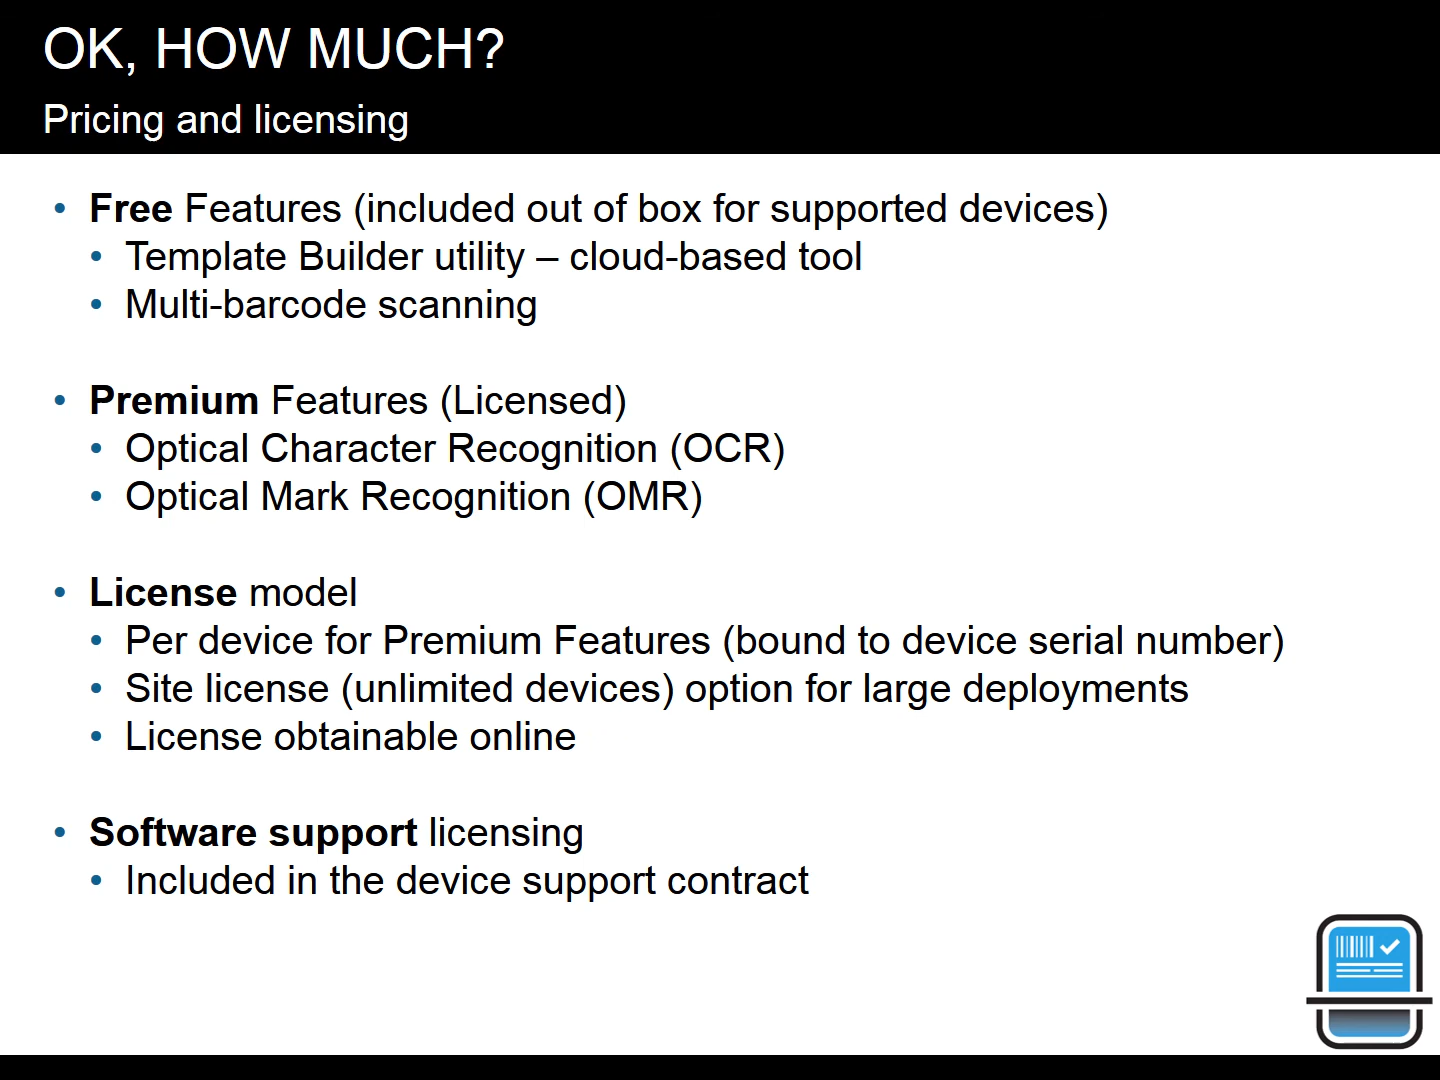 OK, HOW MUCH?
Pricing and licensing
• Free Features (included out of box for supported devices)
• Template Builder utility – cloud-based tool
• Multi-barcode scanning
• Premium Features (Licensed)
• Optical Character Recognition (OCR)
• Optical Mark Recognition (OMR)
• License model
• Per device for Premium Features (bound to device serial number)
• Site license (unlimited devices) option for large deployments
• License obtainable online
• Software support licensing
• Included in the device support contract